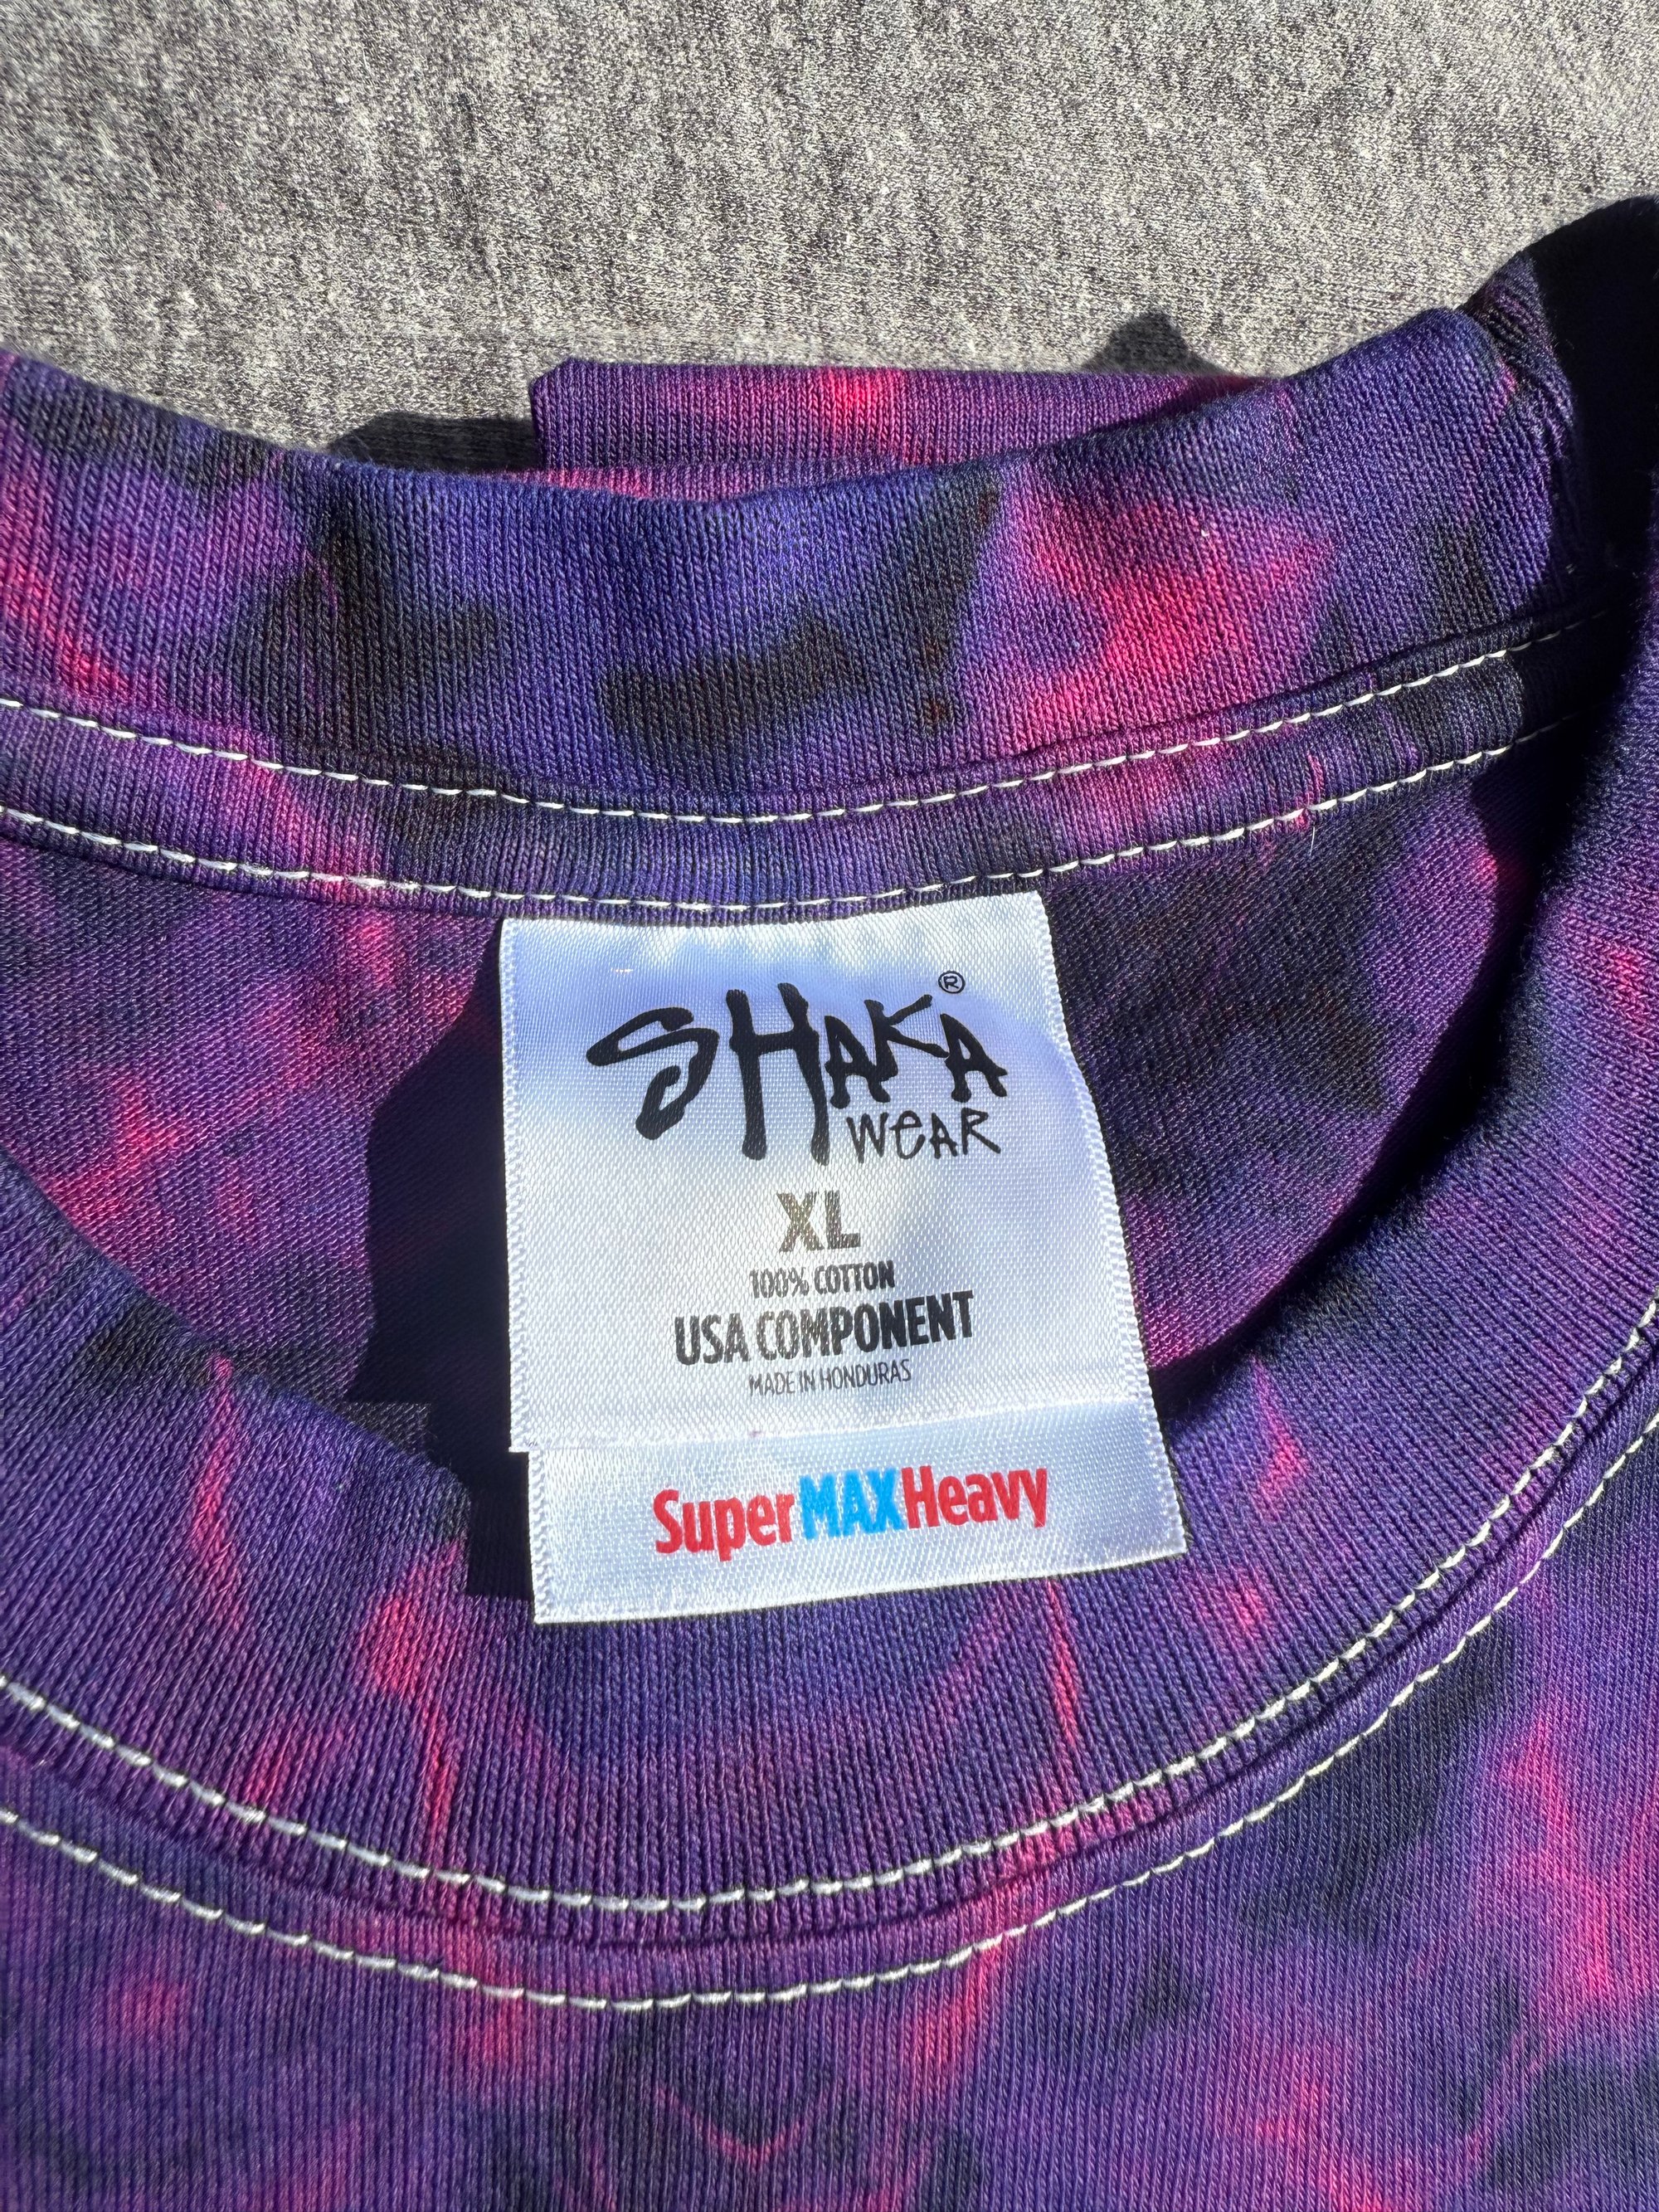 SHAKA ®
WeAR
XL
100% COTTON
USA COMPONENT
MADE IN HONDURAS
SuperMAXHeavy